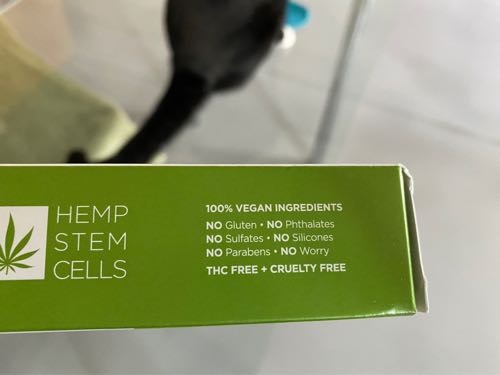 HEMP
STEM
CELLS
100% VEGAN INGREDIENTS
NO Gluten • NO Phthalates
NO Sulfates • NO Silicones
NO Parabens • NO Worry
THC FREE + CRUELTY FREE